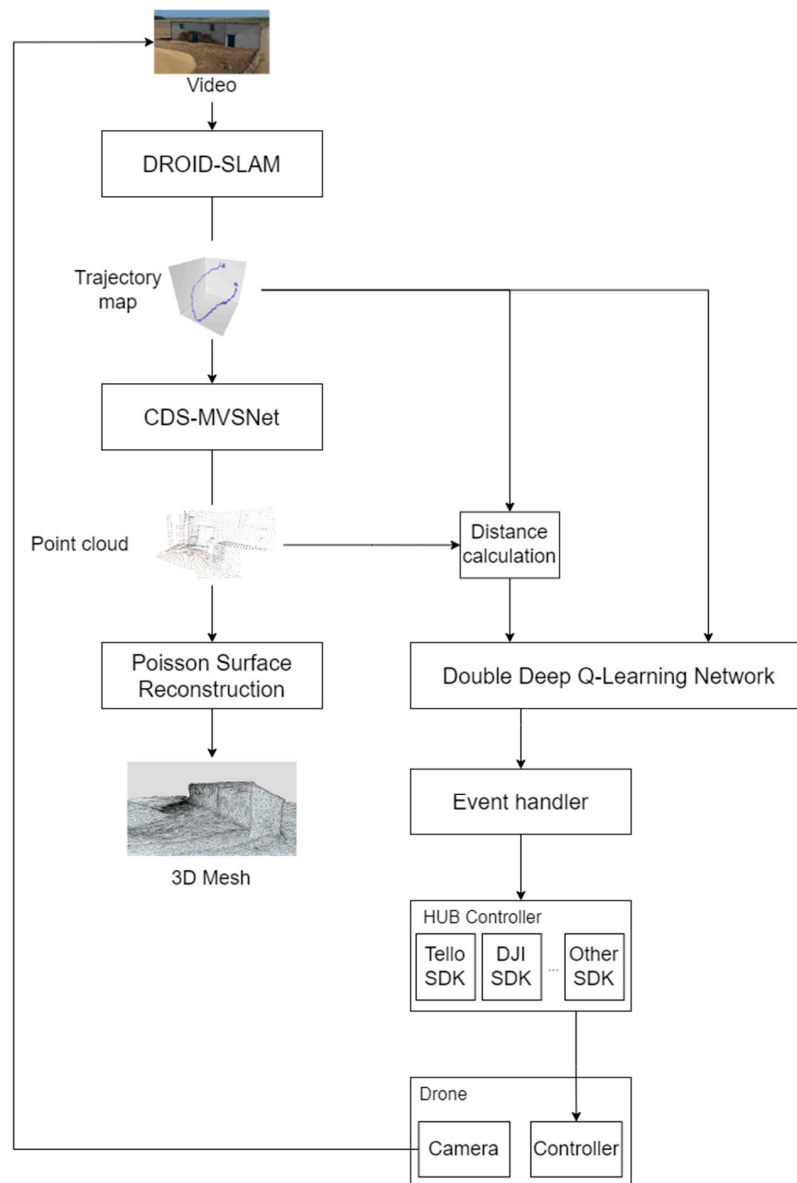 Video
DROID-SLAM
Trajectory
map
CDS-MVSNet
Point cloud
Distance
calculation
Poisson Surface
Reconstruction
Double Deep Q-Learning Network
Event handler
3D Mesh
HUB Controller
Tello
SDK
DJI
SDK
...
Other
SDK
Drone
Camera
Controller